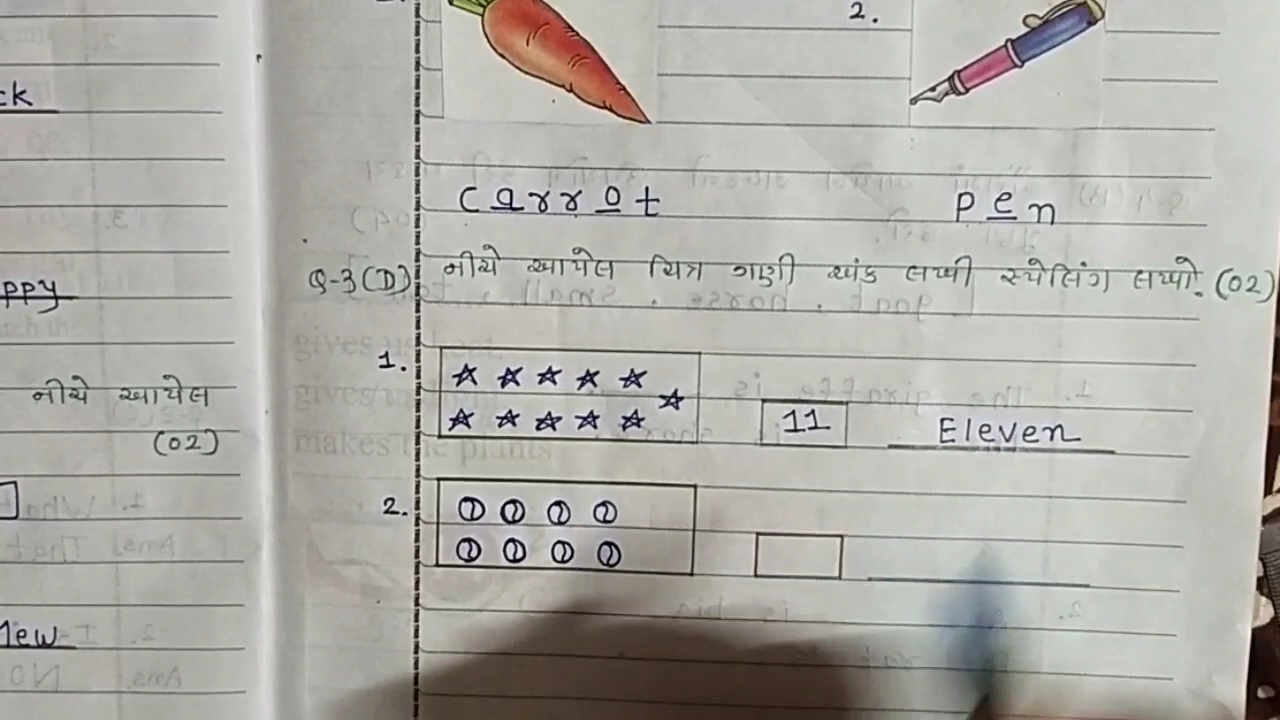 2.
carrot
pen
Q-3(D) નીચે આપેલ ચિત્ર ગણી અંક લખી સ્પેલિંગ લખો. (02)
1.
11
Eleven
2.
ck
ppy
નીચે આપેલ
(02)
New